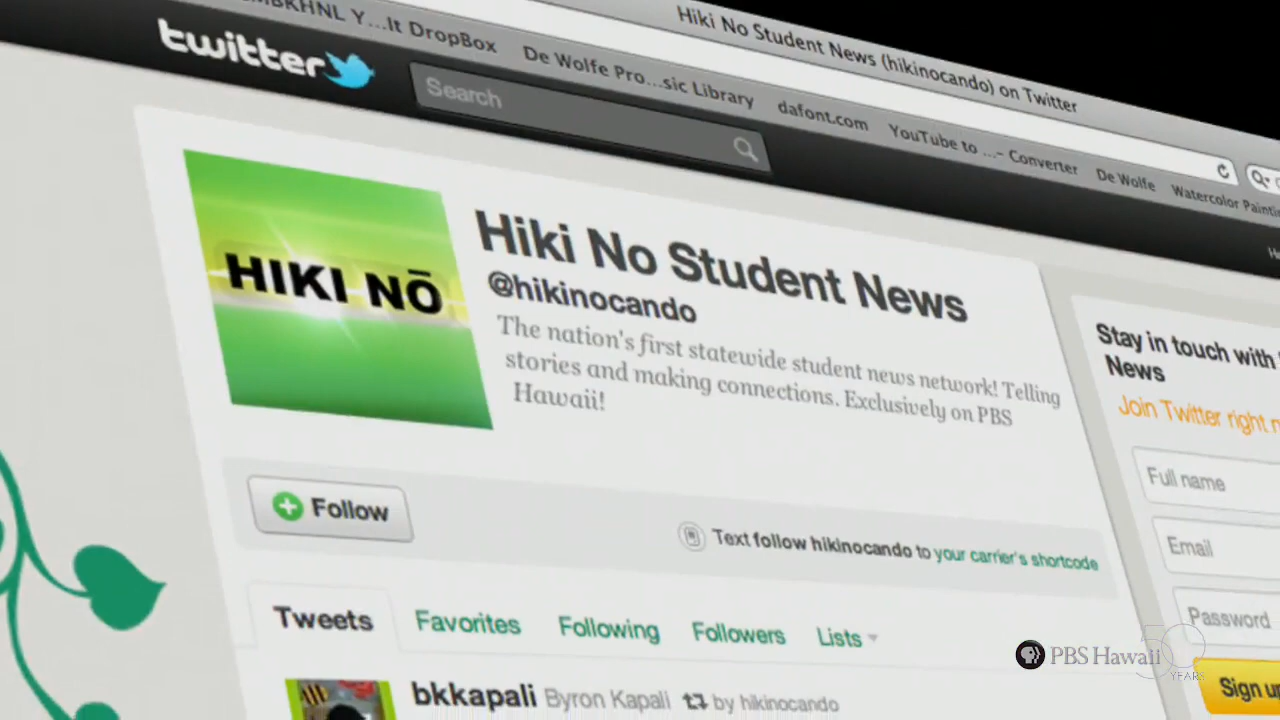 Hiki No Student News (hikinocando) on Twitter
Y...It DropBox
De Wolfe Pro...sic Library
dafont.com
YouTube to ...- Converter
De Wolfe
Watercolor
twitter
Search
HIKI NŌ
Hiki No Student News
@hikinocando
The nation's first statewide student news network! Telling
stories and making connections. Exclusively on PBS
Hawaii!
Follow
Text follow hikinocando to your carrier's shortcode
Tweets
Favorites
Following
Followers
Lists
bkkapali Byron Kapali by hikinocando
Stay in touch with
News
Join Twitter right
Full name
Email
Password
Sign
PBS Hawaii 50
YEARS